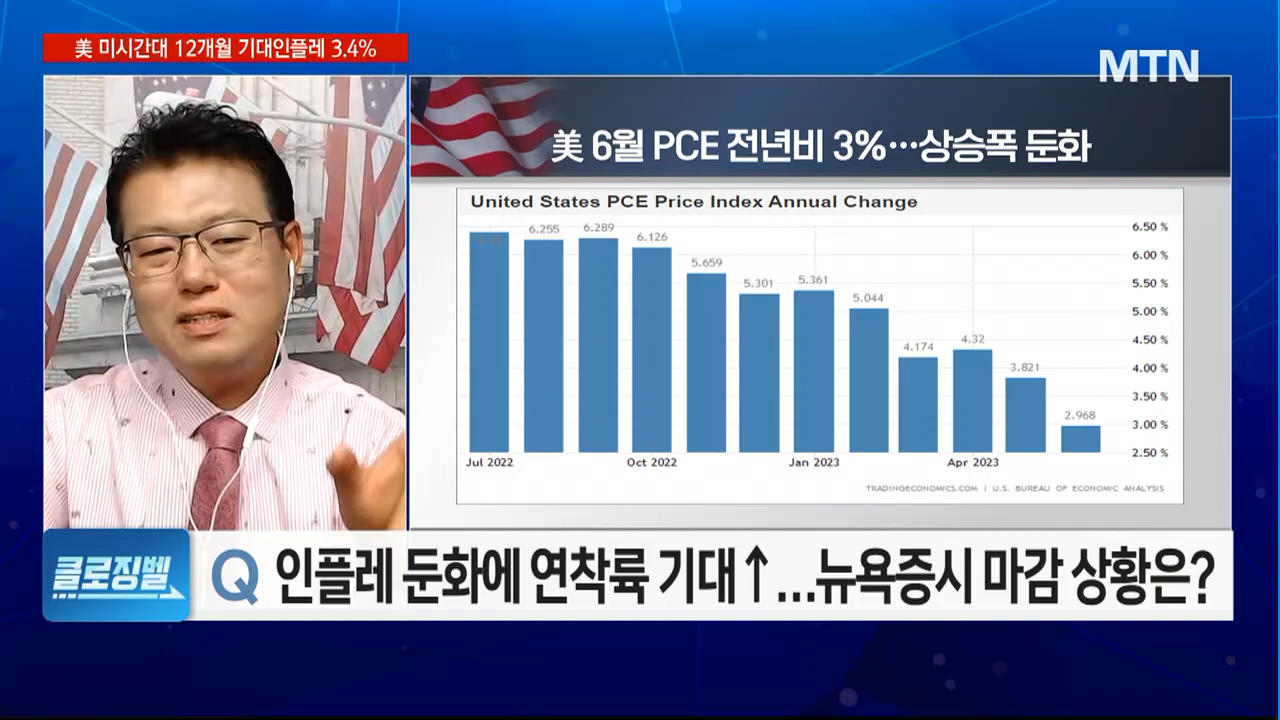 美 미시간대 12개월 기대인플레 3.4%
MTN
美 6월 PCE 전년비 3%…상승폭 둔화
United States PCE Price Index Annual Change
6.255
6.289
6.126
5.659
5.301
5.361
5.044
4.174
4.32
3.821
2.968
6.50 %
6.00 %
5.50 %
5.00 %
4.50 %
4.00 %
3.50 %
3.00 %
2.50 %
Jul 2022 Oct 2022 Jan 2023 Apr 2023
TRADINGECONOMICS.COM | U.S. BUREAU OF ECONOMIC ANALYSIS
클로징벨
Q 인플레 둔화에 연착륙 기대↑...뉴욕증시 마감 상황은?